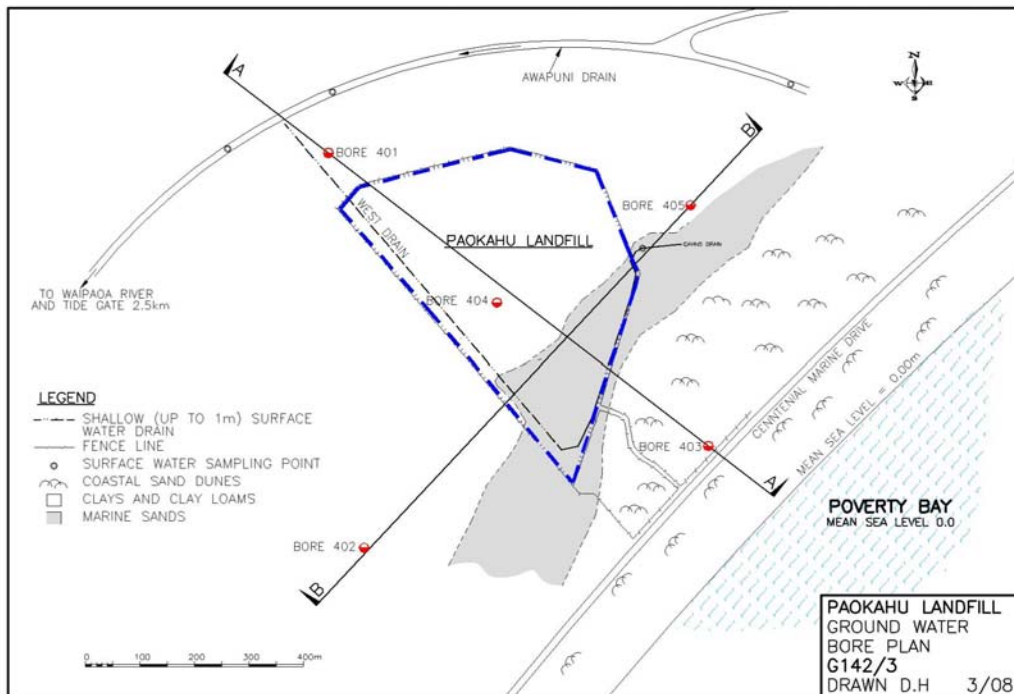 N
W E
S
A
AWAPUNI DRAIN
B
BORE 401
BORE 405
WEST DRAIN
PAOKAHU LANDFILL
BORE 404
TO WAIPAOA RIVER
AND TIDE GATE 2.5km
CENNTENIAL MARINE DRIVE
MEAN SEA LEVEL = 0.00m
LEGEND
SHALLOW (UP TO 1m) SURFACE
WATER DRAIN
FENCE LINE
SURFACE WATER SAMPLING POINT
COASTAL SAND DUNES
CLAYS AND CLAY LOAMS
MARINE SANDS
BORE 403
A
POVERTY BAY
MEAN SEA LEVEL 0.0
BORE 402
B
0 100 200 300 400m
PAOKAHU LANDFILL
GROUND WATER
BORE PLAN
G142/3
DRAWN D.H 3/08